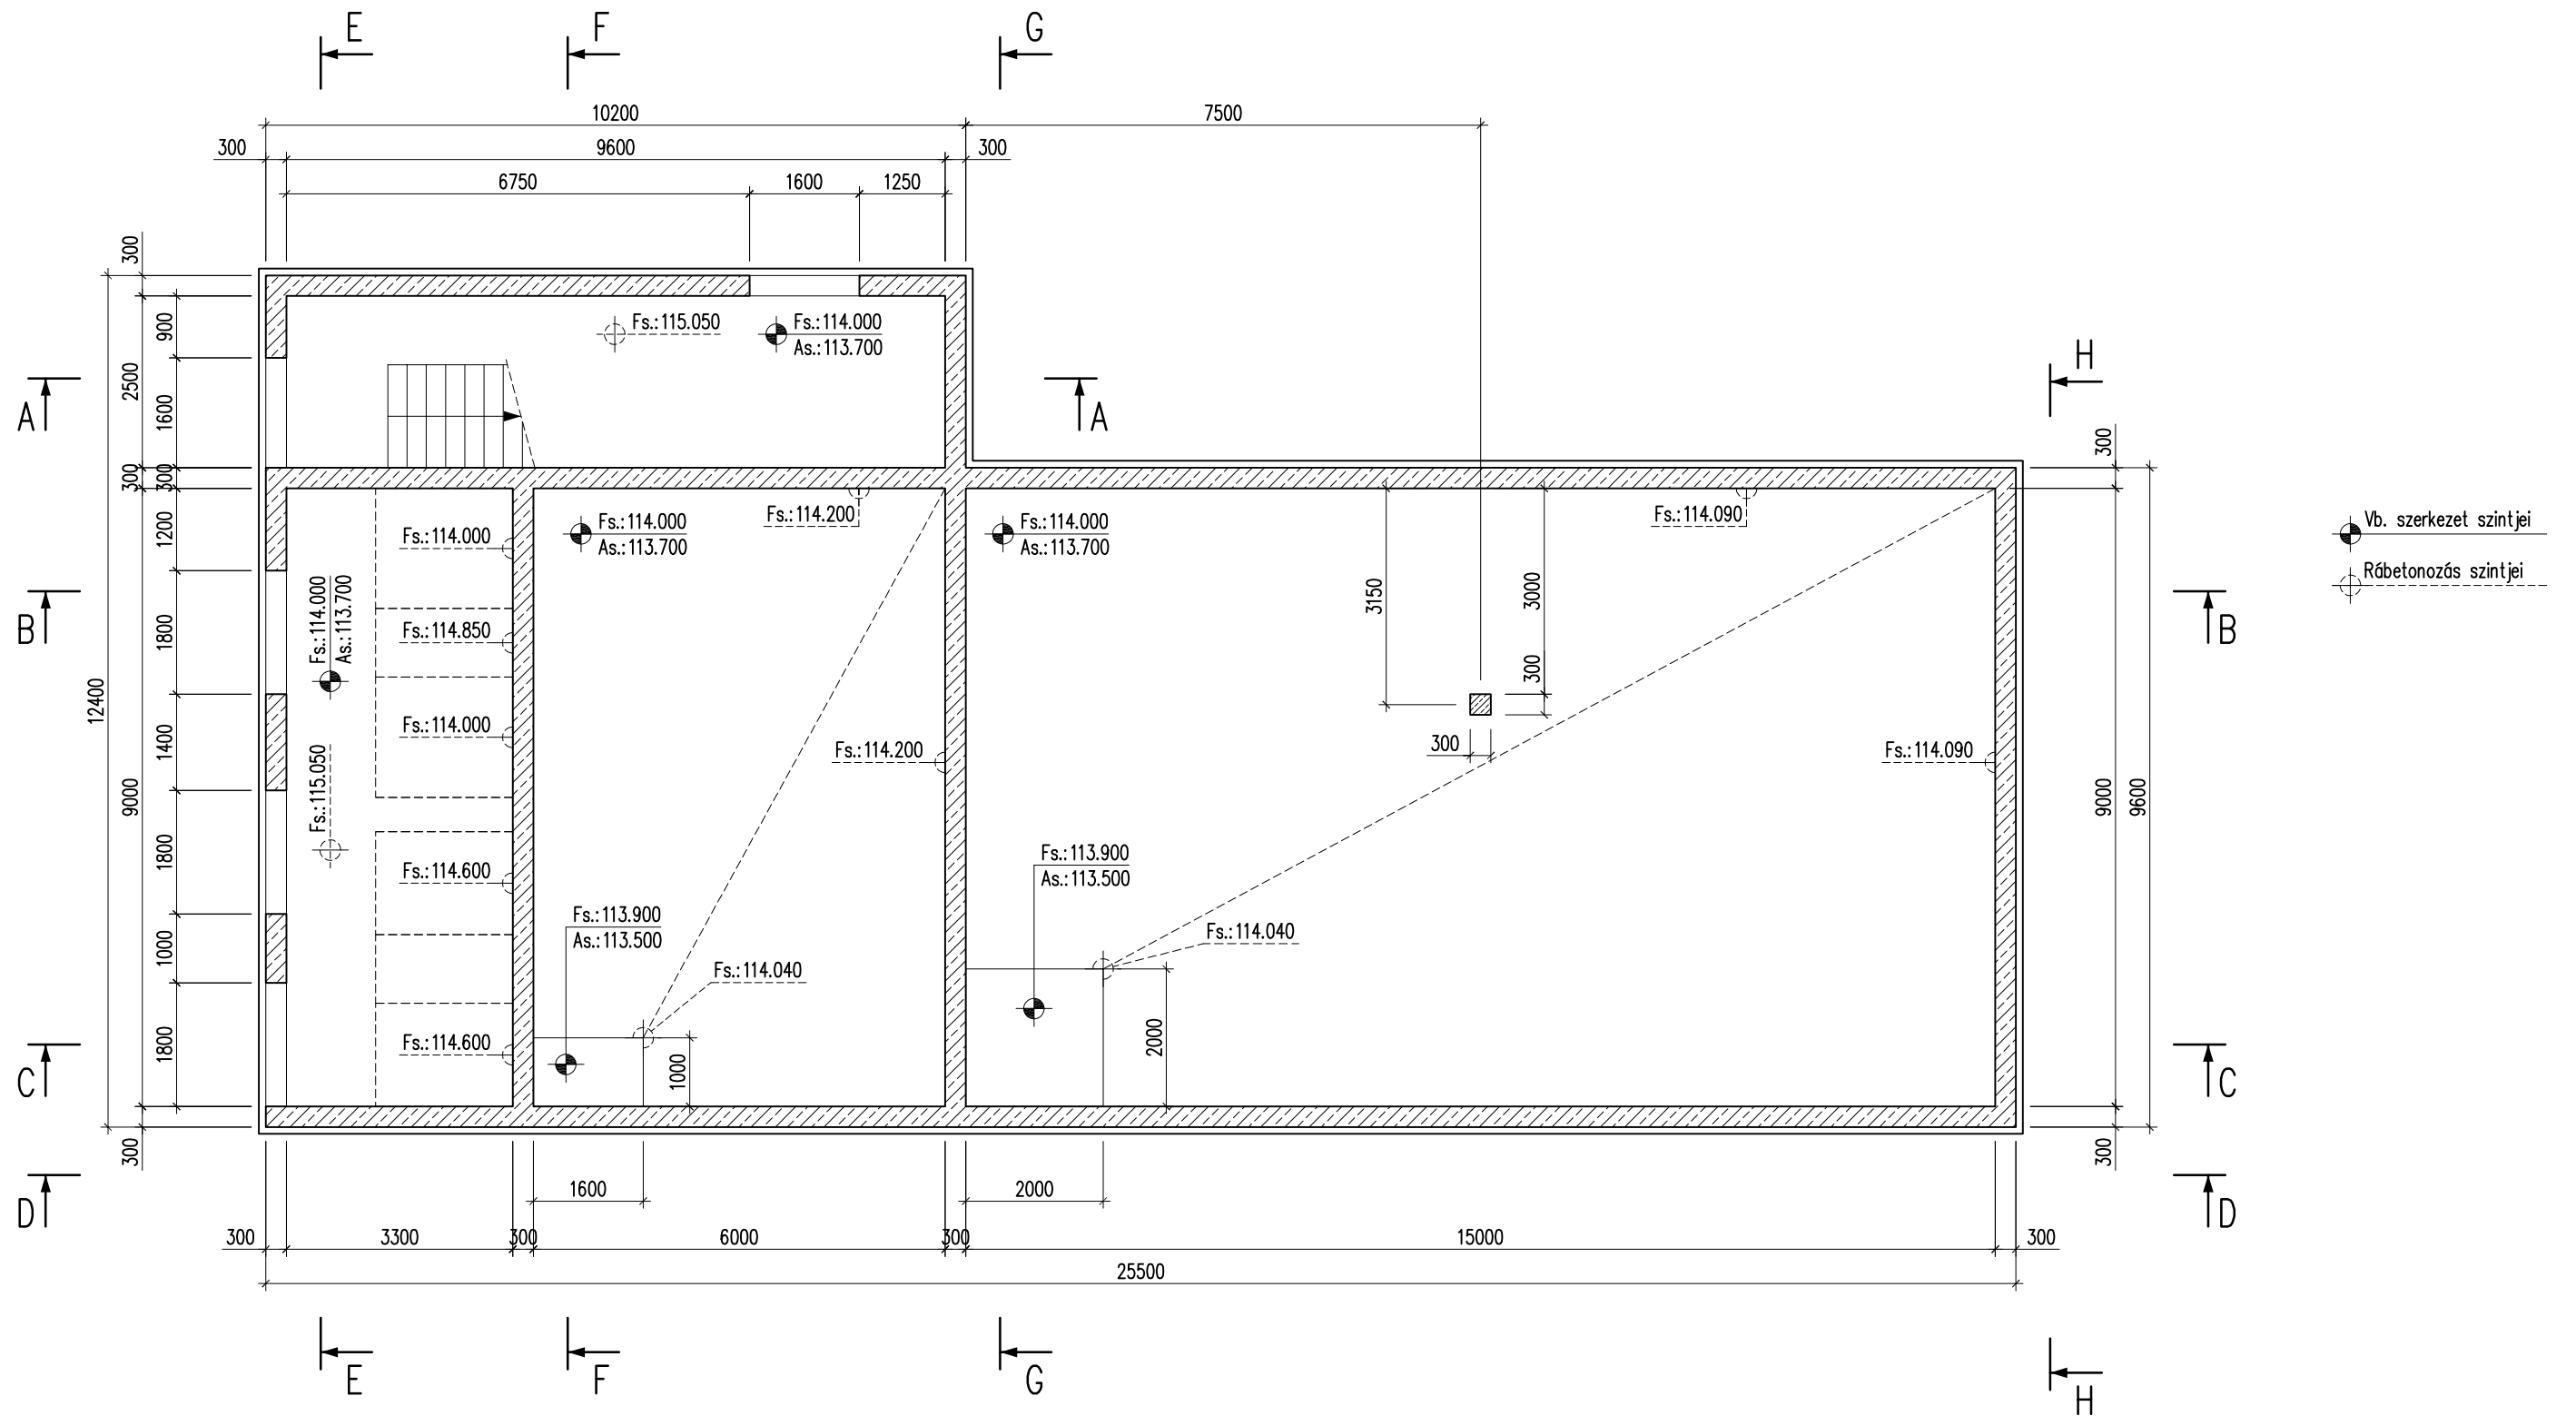 E F G
10200 7500
300 9600 300
6750 1600 1250
300
900
2500
1600
300
300
1200
1800
1400
12400
9000
1800
1000
1800
300
A A
B B
C C
D D
H
Fs.:115.050
Fs.:114.000
As.:113.700
Fs.:114.000
Fs.:114.850
Fs.:114.000
Fs.:114.600
Fs.:114.600
Fs.:114.000
As.:113.700
Fs.:115.050
Fs.:114.000
As.:113.700
Fs.:114.200
Fs.:114.200
Fs.:113.900
As.:113.500
Fs.:114.040
1000
Fs.:114.000
As.:113.700
Fs.:114.090
3150
3000
300
300
Fs.:114.090
Fs.:113.900
As.:113.500
Fs.:114.040
2000
300
9000
9600
300
Vb. szerkezet szintjei
Rábetonozás szintjei
1600 2000
300 3300 300 6000 300 15000 300
25500
E F G H